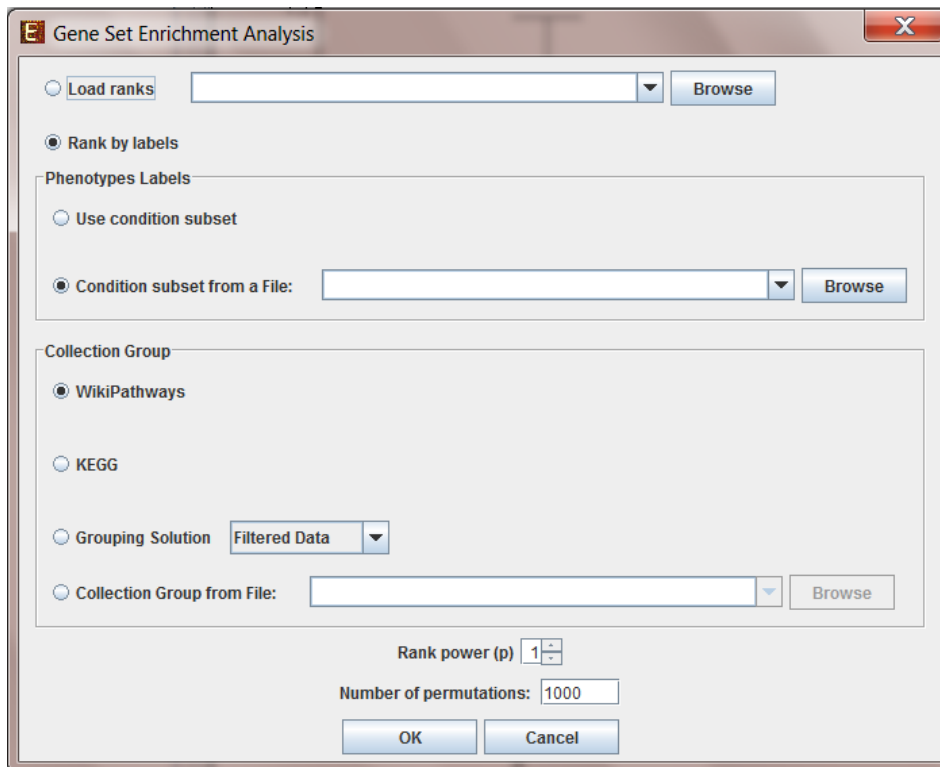 E Gene Set Enrichment Analysis X
Load ranks Browse
Rank by labels
Phenotypes Labels
Use condition subset
Condition subset from a File: Browse
Collection Group
WikiPathways
KEGG
Grouping Solution Filtered Data
Collection Group from File: Browse
Rank power (p) 1
Number of permutations: 1000
OK Cancel